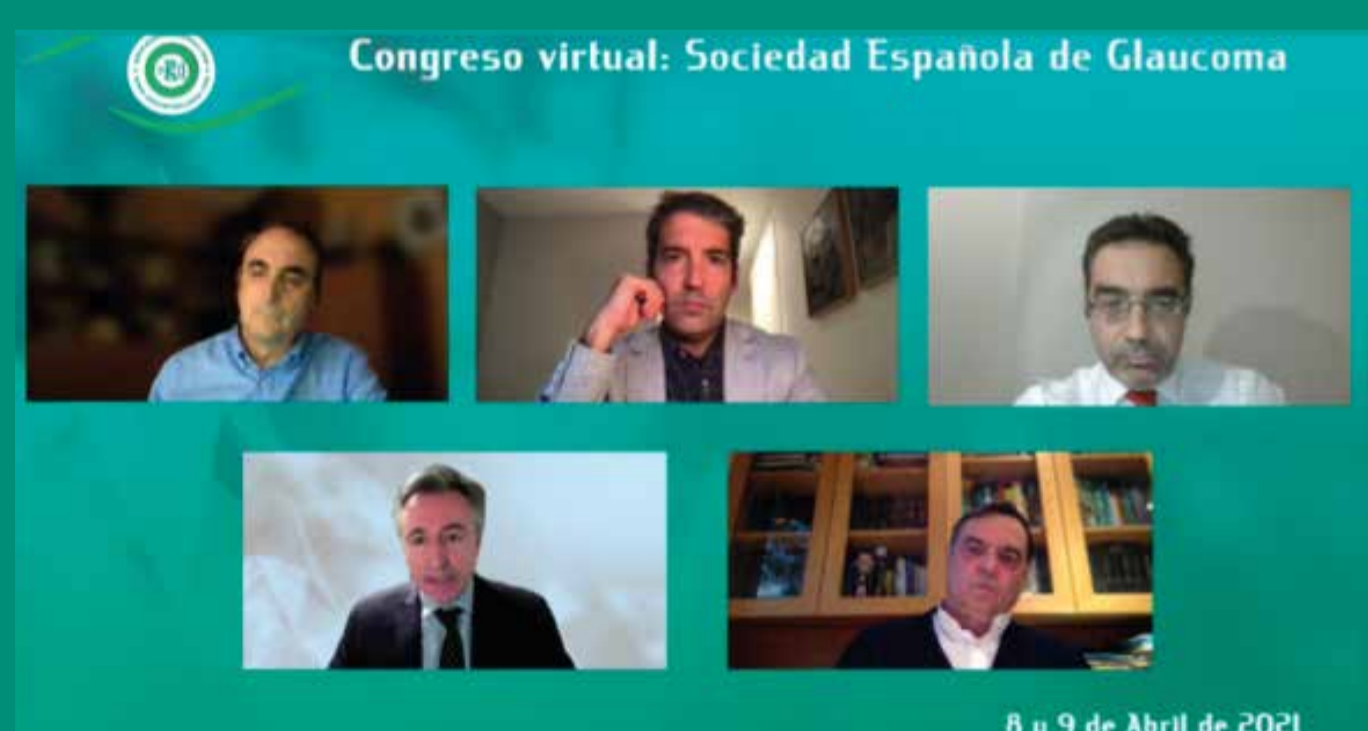 Congreso virtual: Sociedad Española de Glaucoma
8 y 9 de Abril de 2021